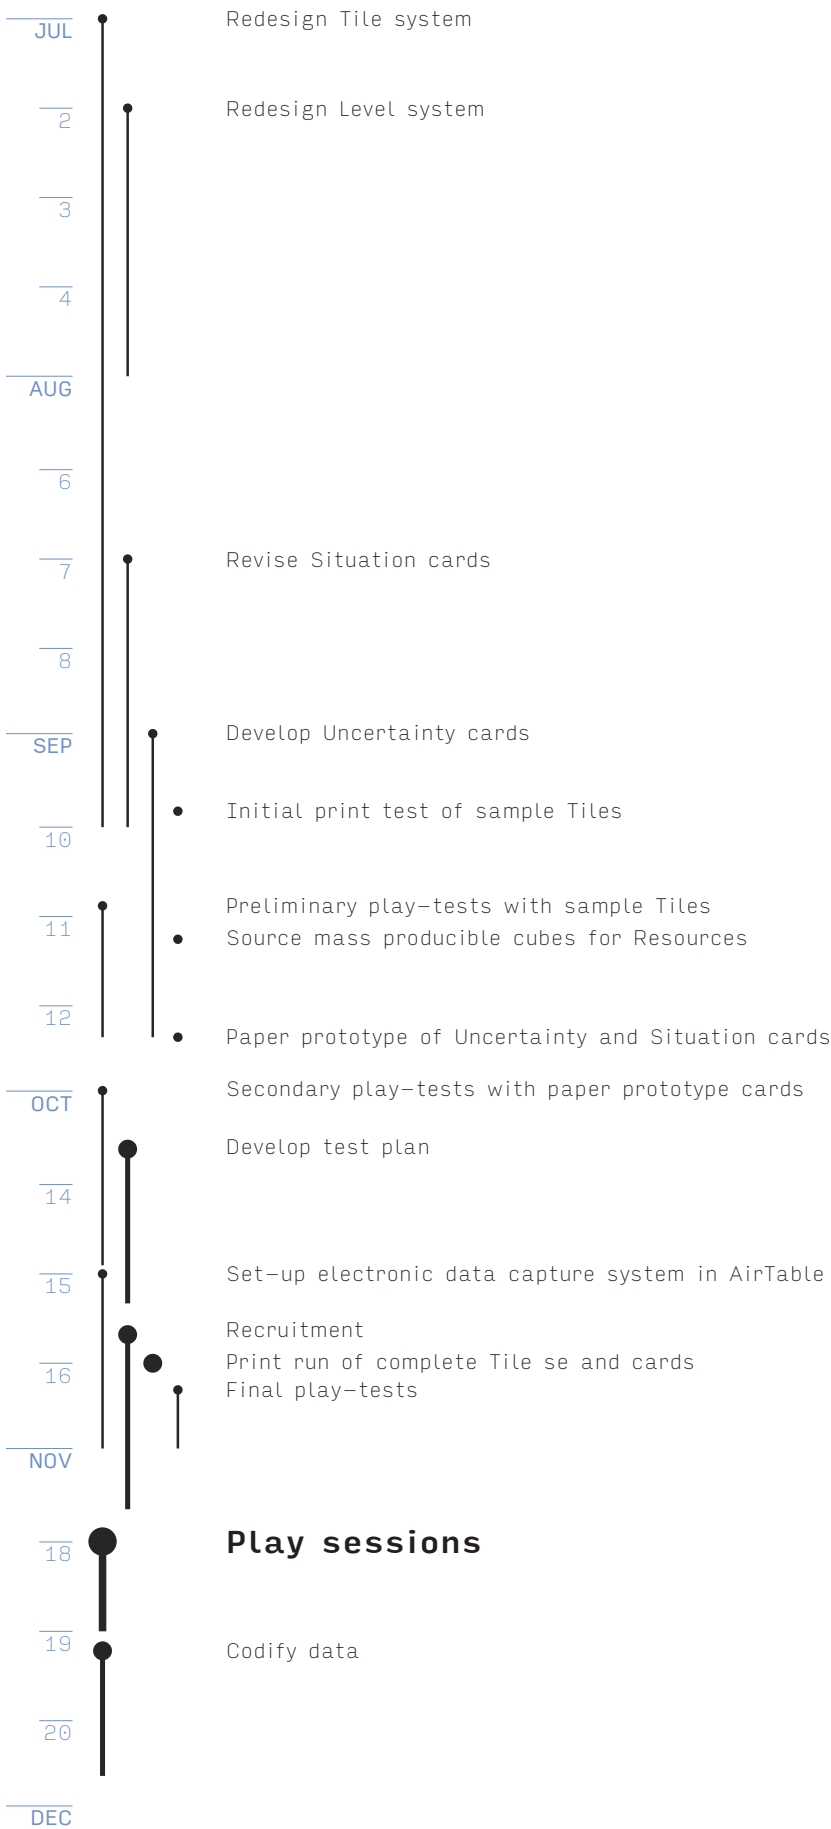 JUL
Redesign Tile system
2
Redesign Level system
3
4
AUG
6
7
Revise Situation cards
8
SEP
Develop Uncertainty cards
Initial print test of sample Tiles
10
Preliminary play-tests with sample Tiles
11
Source mass producible cubes for Resources
12
Paper prototype of Uncertainty and Situation cards
OCT
Secondary play-tests with paper prototype cards
Develop test plan
14
15
Set-up electronic data capture system in AirTable
Recruitment
16
Print run of complete Tile se and cards
Final play-tests
NOV
18
Play sessions
19
Codify data
20
DEC